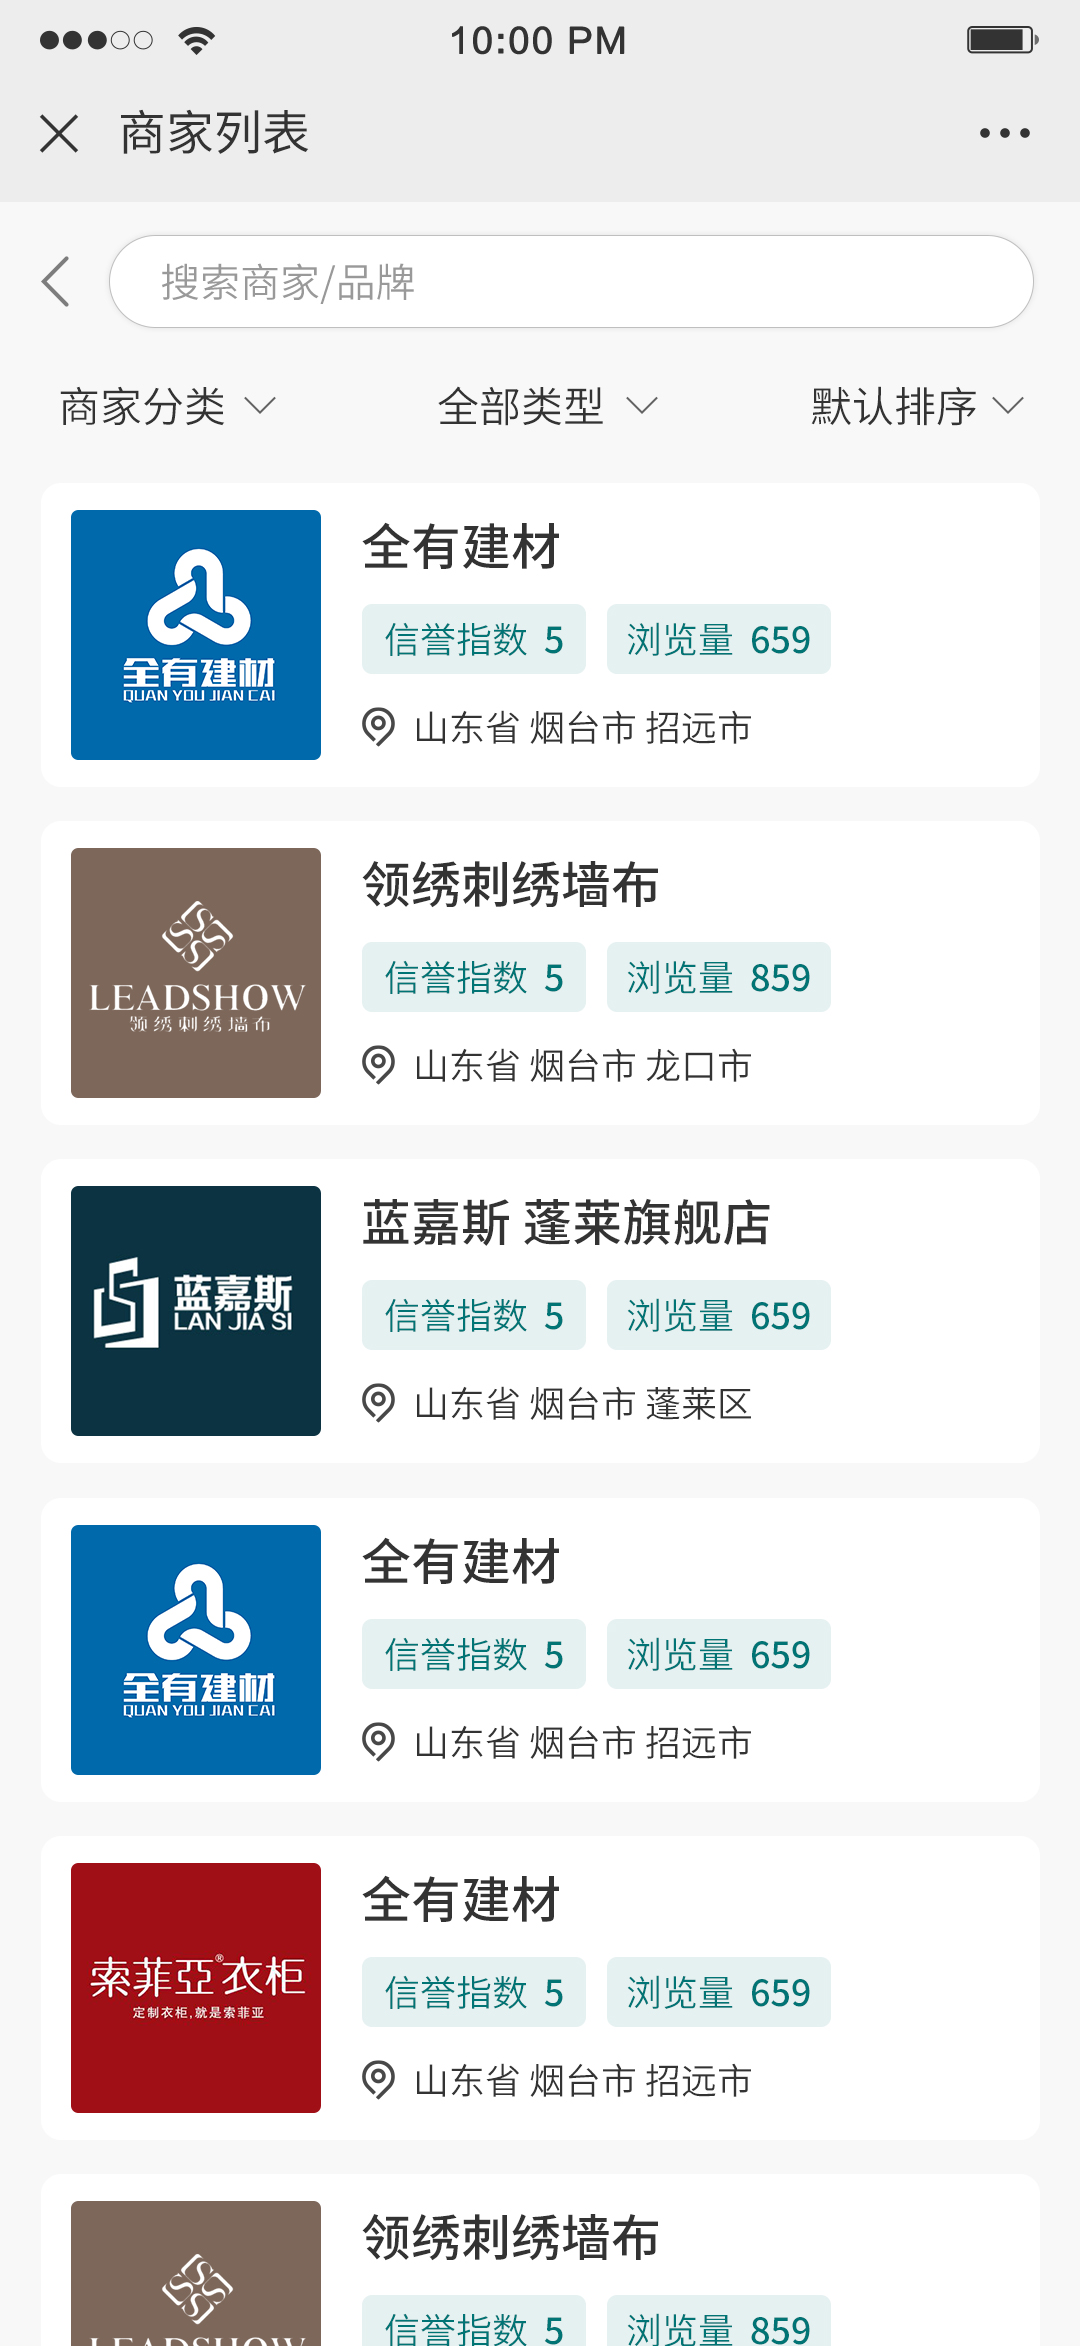 10:00 PM
商家列表
搜索商家/品牌
商家分类 全部类型 默认排序
全有建材
QUAN YOU JIAN CAI
全有建材
信誉指数 5 浏览量 659
山东省 烟台市 招远市
LEADSHOW
领绣刺绣墙布
领绣刺绣墙布
信誉指数 5 浏览量 859
山东省 烟台市 龙口市
蓝嘉斯
LAN JIA SI
蓝嘉斯 蓬莱旗舰店
信誉指数 5 浏览量 659
山东省 烟台市 蓬莱区
全有建材
QUAN YOU JIAN CAI
全有建材
信誉指数 5 浏览量 659
山东省 烟台市 招远市
索菲亞®衣柜
定制衣柜,就是索菲亚
全有建材
信誉指数 5 浏览量 659
山东省 烟台市 招远市
LEADSHOW
领绣刺绣墙布
信誉指数 5 浏览量 859